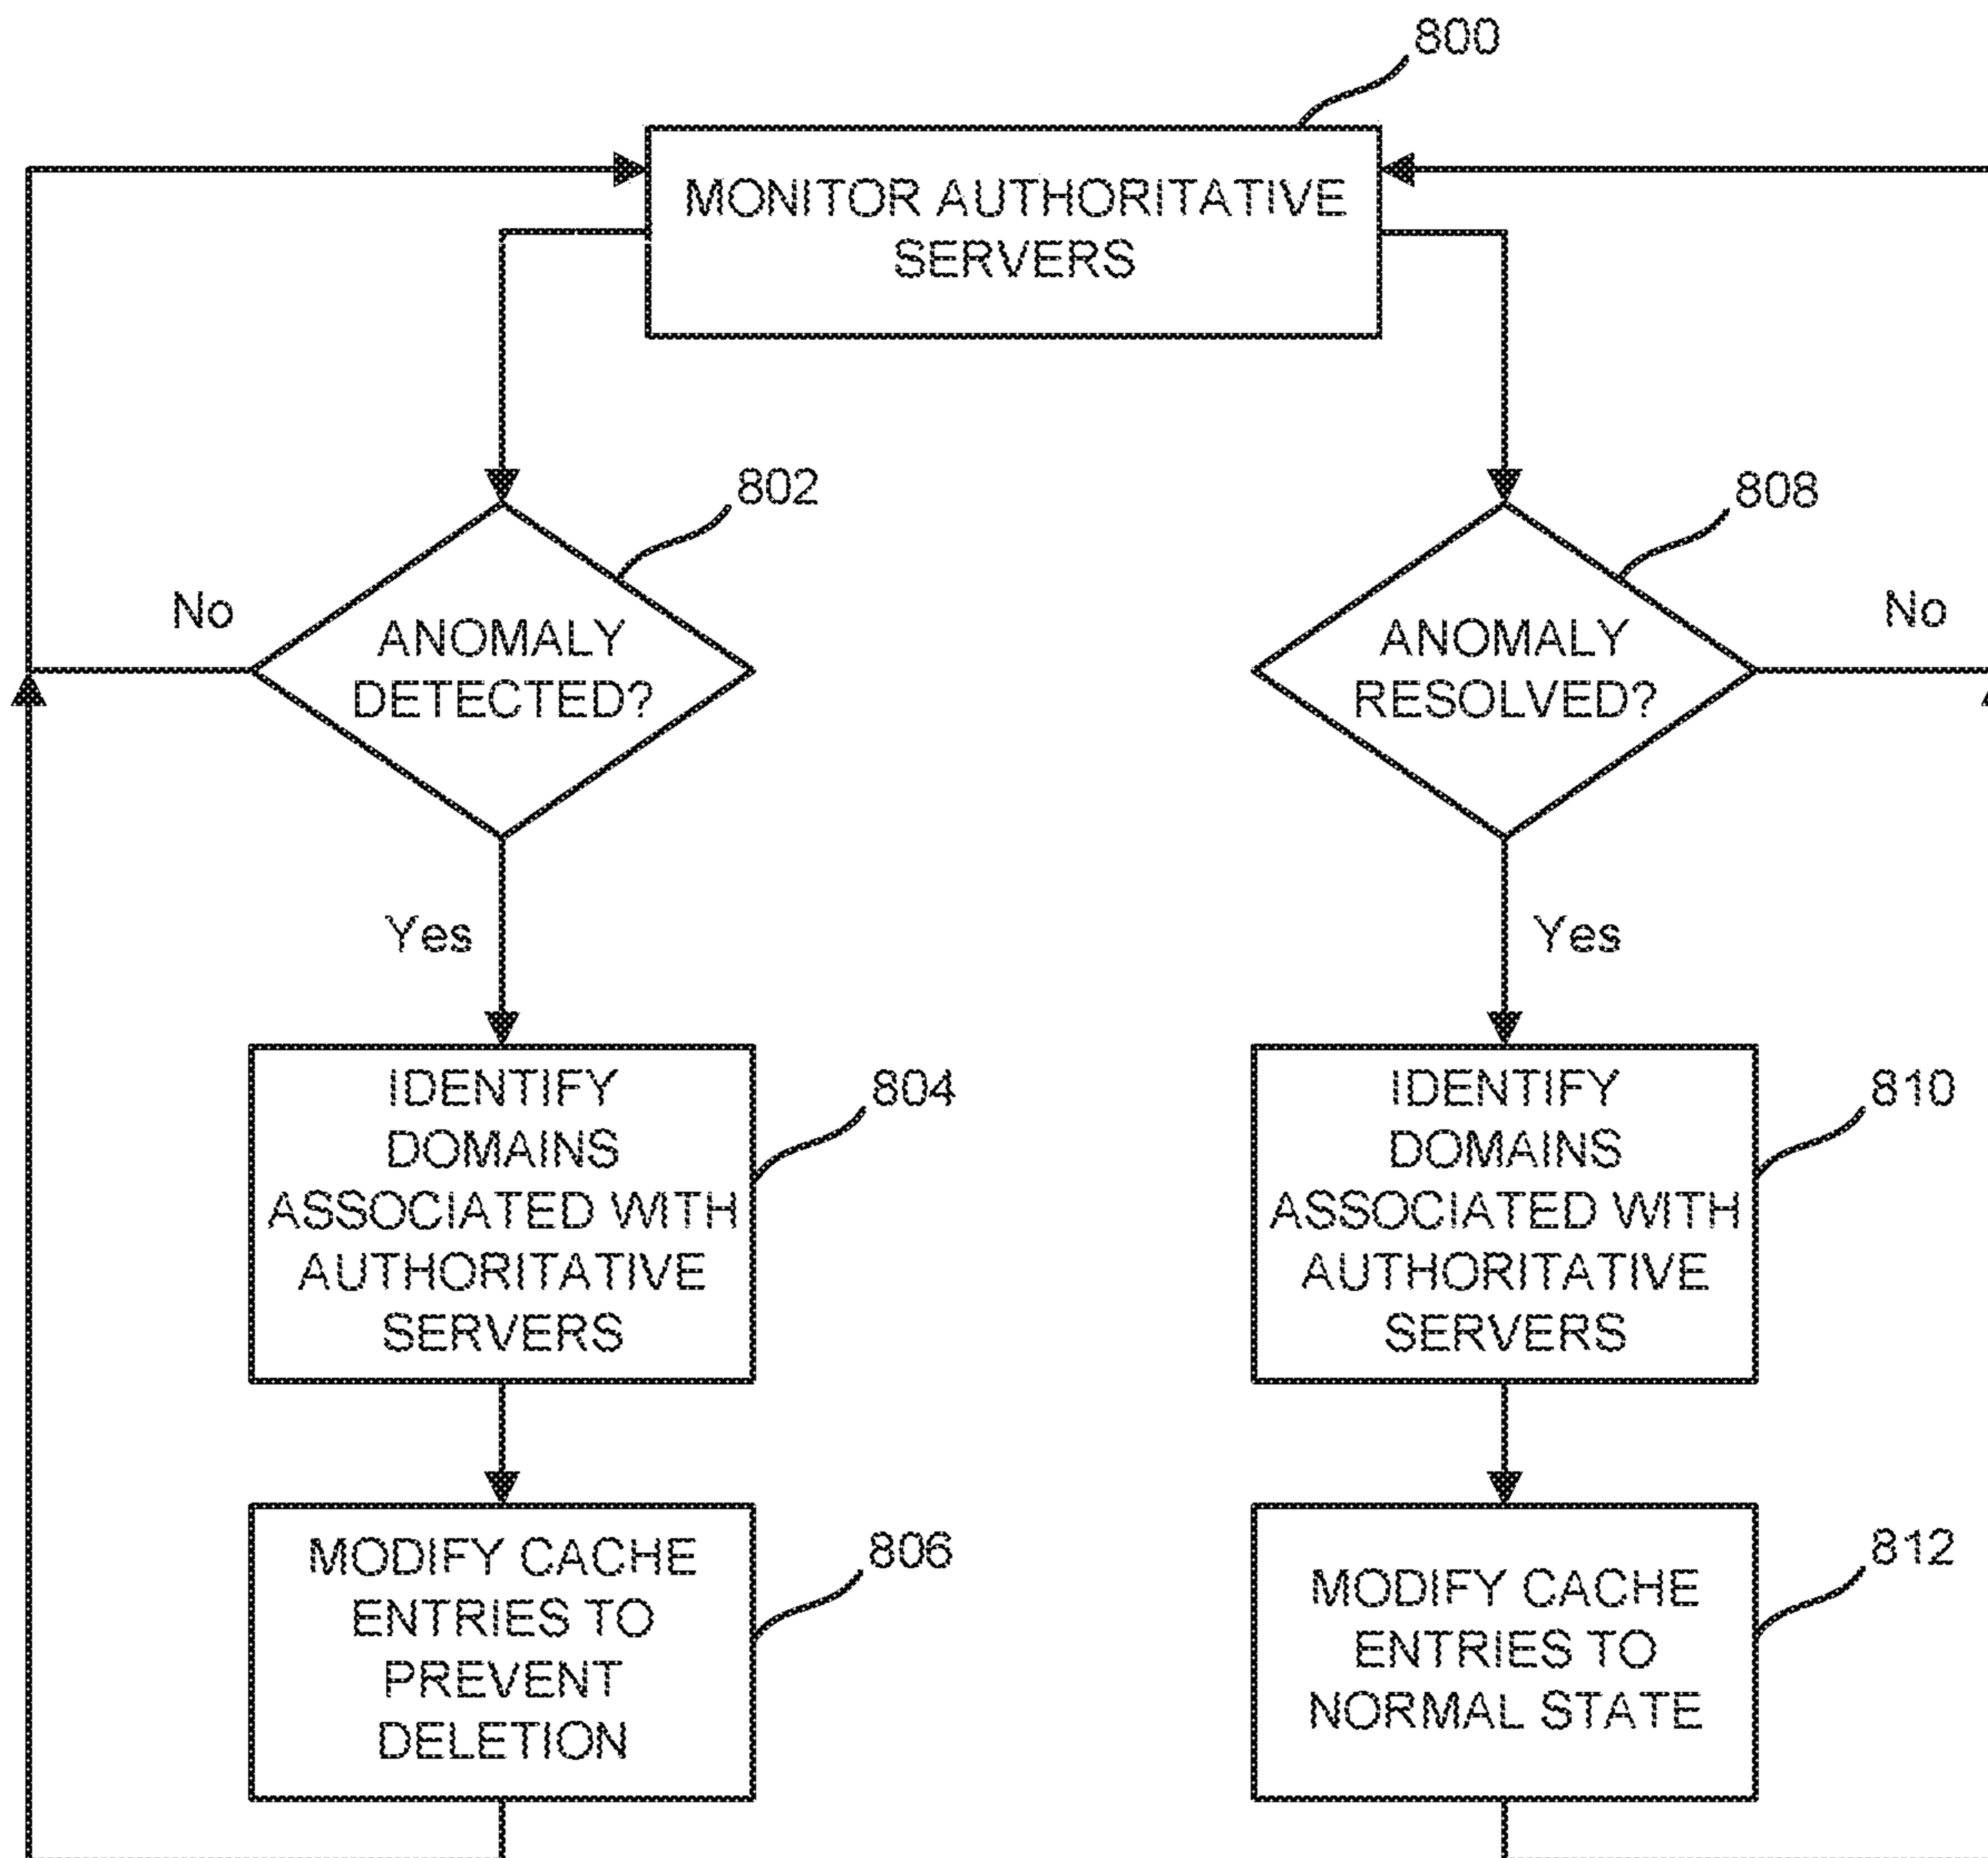 800
MONITOR AUTHORITATIVE
SERVERS
802
ANOMALY
DETECTED?
No
Yes
804
IDENTIFY
DOMAINS
ASSOCIATED WITH
AUTHORITATIVE
SERVERS
806
MODIFY CACHE
ENTRIES TO
PREVENT
DELETION
808
ANOMALY
RESOLVED?
No
Yes
810
IDENTIFY
DOMAINS
ASSOCIATED WITH
AUTHORITATIVE
SERVERS
812
MODIFY CACHE
ENTRIES TO
NORMAL STATE